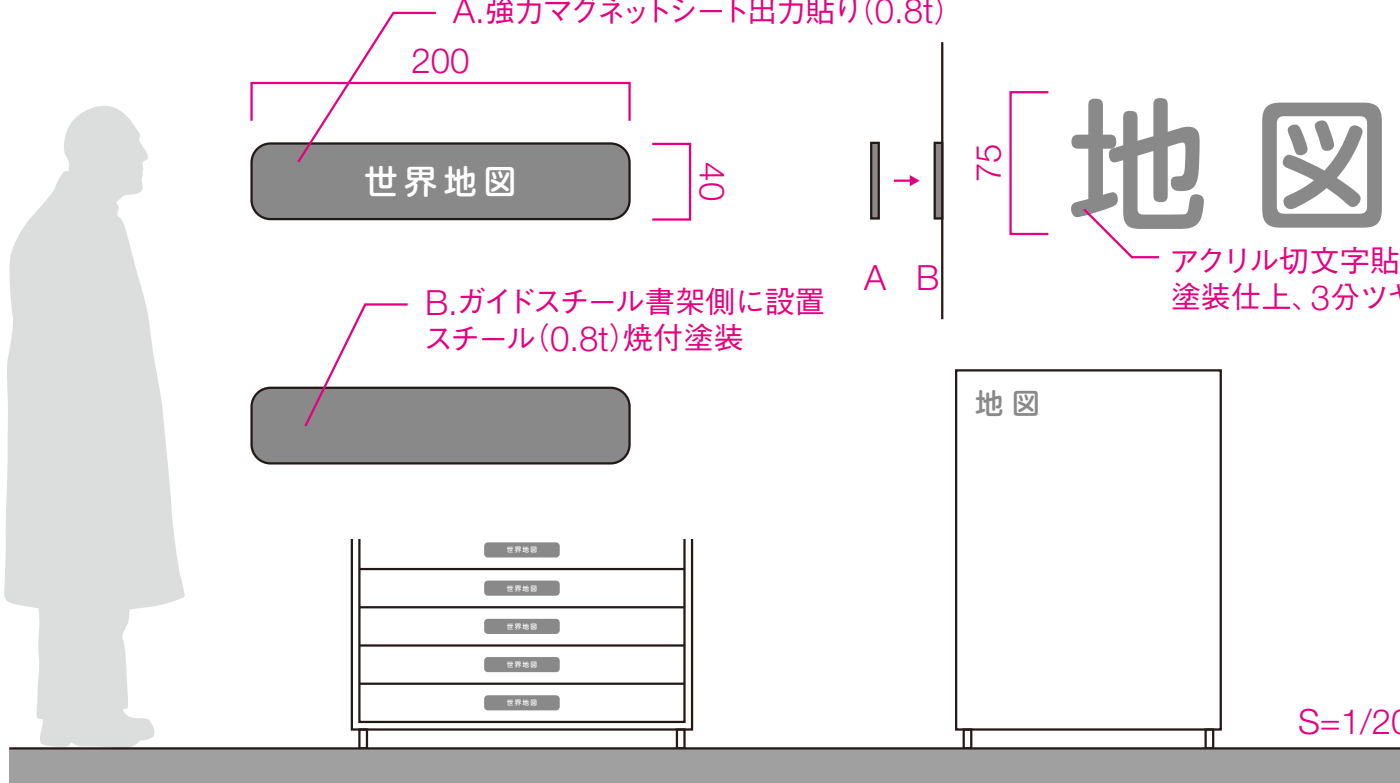 A.強力マグネットシート出力貼り(0.8t)
200
世界地図
40
A
B
75
地図
アクリル切文字貼
塗装仕上、3分ツヤ
B.ガイドスチール書架側に設置
スチール(0.8t)焼付塗装
世界地図
世界地図
世界地図
世界地図
世界地図
地図
S=1/20